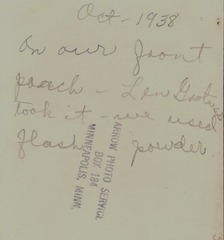 Oct - 1938
On our front
porch - Len
took it - we used
flash powder.
ARROW PHOTO SERVICE
BOX 184
MINNEAPOLIS, MINN.